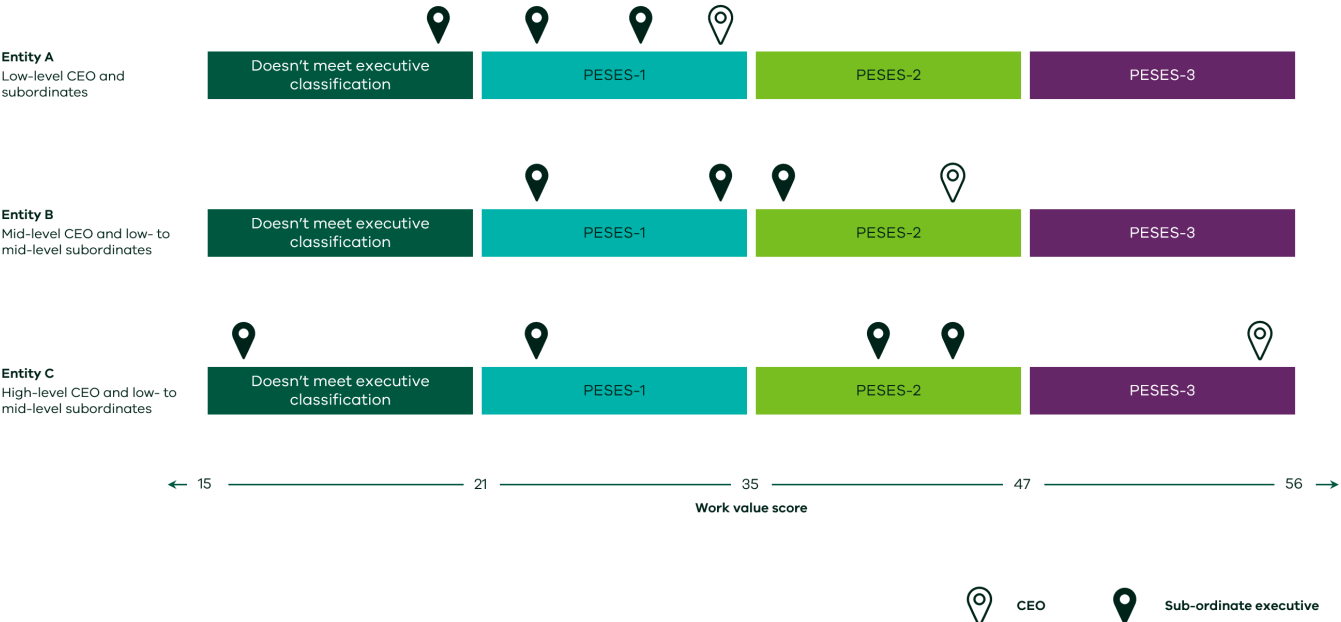 Entity A
Low-level CEO and
subordinates
Doesn't meet executive
classification
PESES-1
PESES-2
PESES-3
Entity B
Mid-level CEO and low- to
mid-level subordinates
Doesn't meet executive
classification
PESES-1
PESES-2
PESES-3
Entity C
High-level CEO and low- to
mid-level subordinates
Doesn't meet executive
classification
PESES-1
PESES-2
PESES-3
15
21
35
47
56
Work value score
CEO
Sub-ordinate executive